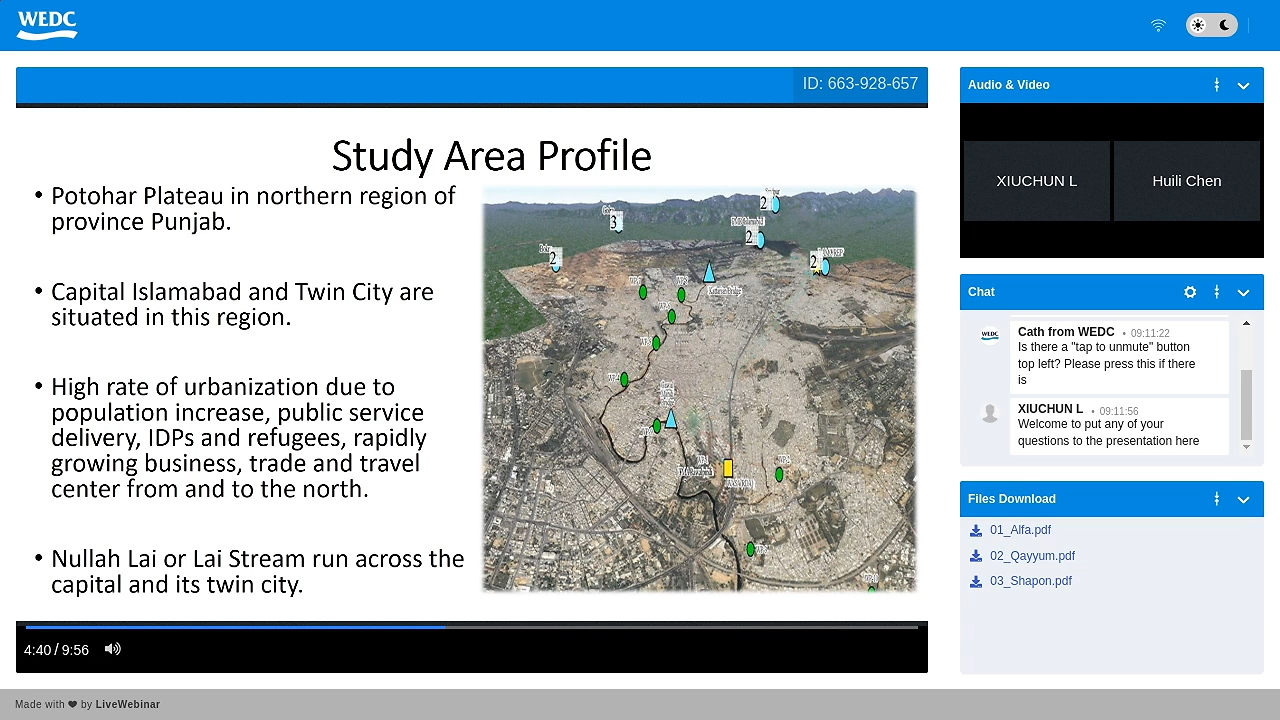 WEDC
ID: 663-928-657
Study Area Profile
• Potohar Plateau in northern region of
province Punjab.
• Capital Islamabad and Twin City are
situated in this region.
• High rate of urbanization due to
population increase, public service
delivery, IDPs and refugees, rapidly
growing business, trade and travel
center from and to the north.
• Nullah Lai or Lai Stream run across the
capital and its twin city.
2
3
2
2
2
4:40 / 9:56
Audio & Video
XIUCHUN L
Huili Chen
Chat
WEDC
Cath from WEDC • 09:11:22
Is there a "tap to unmute" button
top left? Please press this if there
is
XIUCHUN L • 09:11:56
Welcome to put any of your
questions to the presentation here
Files Download
01_Alfa.pdf
02_Qayyum.pdf
03_Shapon.pdf
Made with ❤ by LiveWebinar